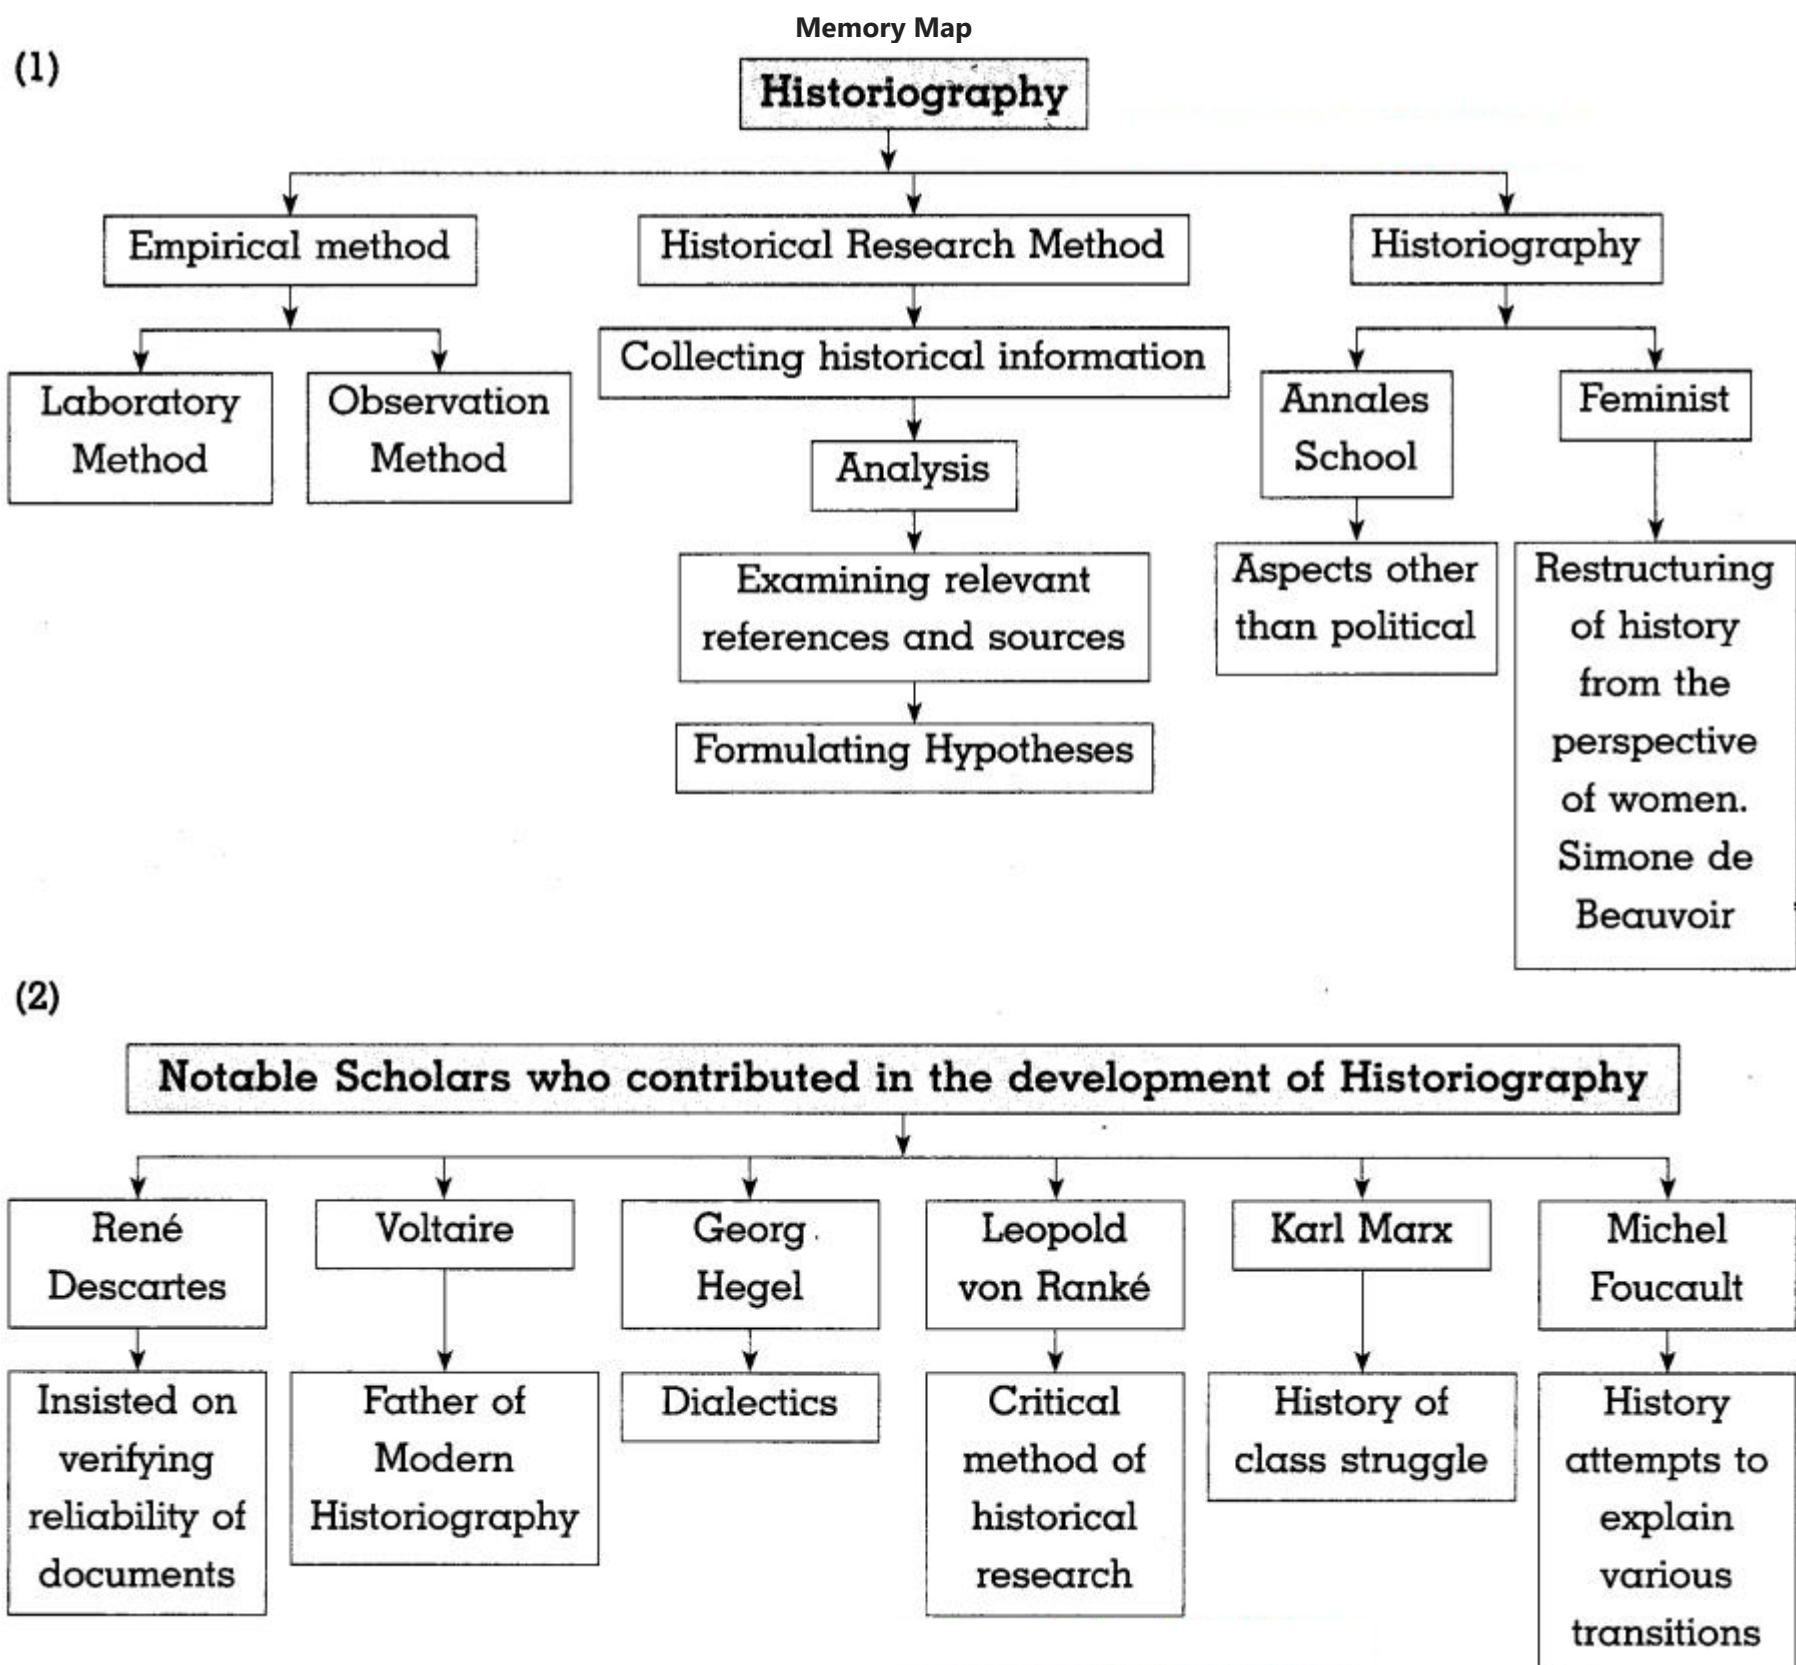 Memory Map
(1)
Historiography
Empirical method
Historical Research Method
Historiography
Laboratory
Method
Observation
Method
Collecting historical information
Analysis
Examining relevant
references and sources
Formulating Hypotheses
Annales
School
Aspects other
than political
Feminist
Restructuring
of history
from the
perspective
of women.
Simone de
Beauvoir
(2)
Notable Scholars who contributed in the development of Historiography
René
Descartes
Insisted on
verifying
reliability of
documents
Voltaire
Father of
Modern
Historiography
Georg
Hegel
Dialectics
Leopold
von Ranké
Critical
method of
historical
research
Karl Marx
History of
class struggle
Michel
Foucault
History
attempts to
explain
various
transitions